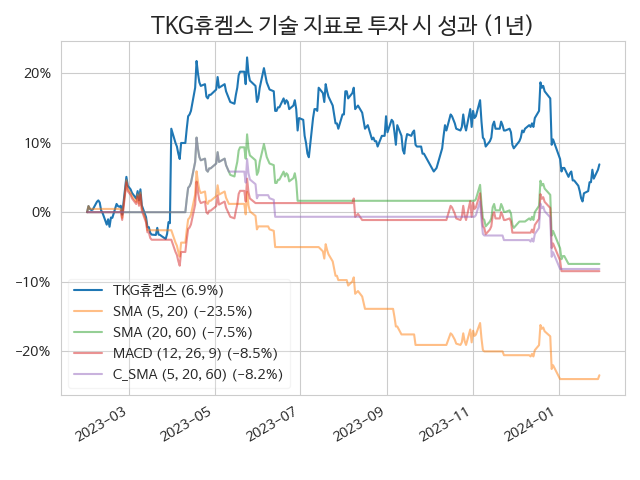 TKG휴켐스 기술 지표로 투자 시 성과 (1년)
20%
10%
0%
−10%
−20%
TKG휴켐스 (6.9%)
SMA (5, 20) (−23.5%)
SMA (20, 60) (−7.5%)
MACD (12, 26, 9) (−8.5%)
C_SMA (5, 20, 60) (−8.2%)
2023−03
2023−05
2023−07
2023−09
2023−11
2024−01